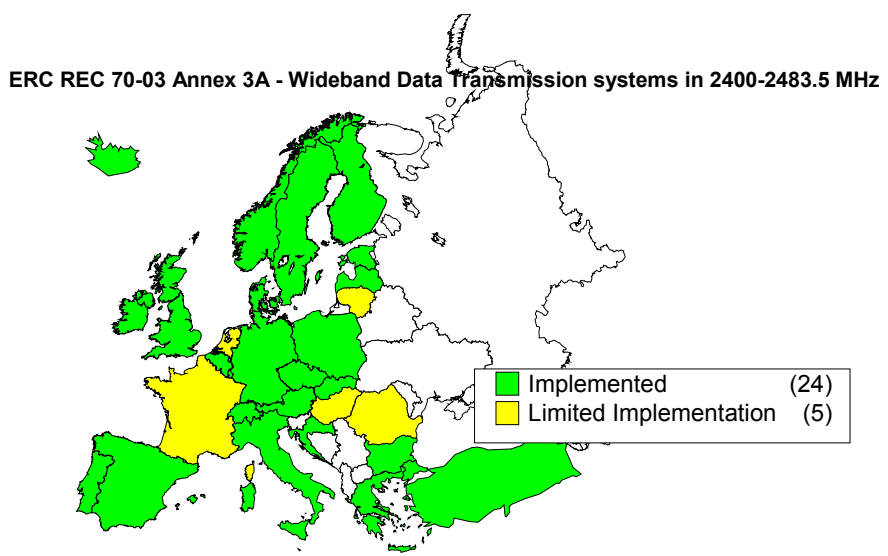 ERC REC 70-03 Annex 3A - Wideband Data Transmission systems in 2400-2483.5 MHz
Implemented (24)
Limited Implementation (5)